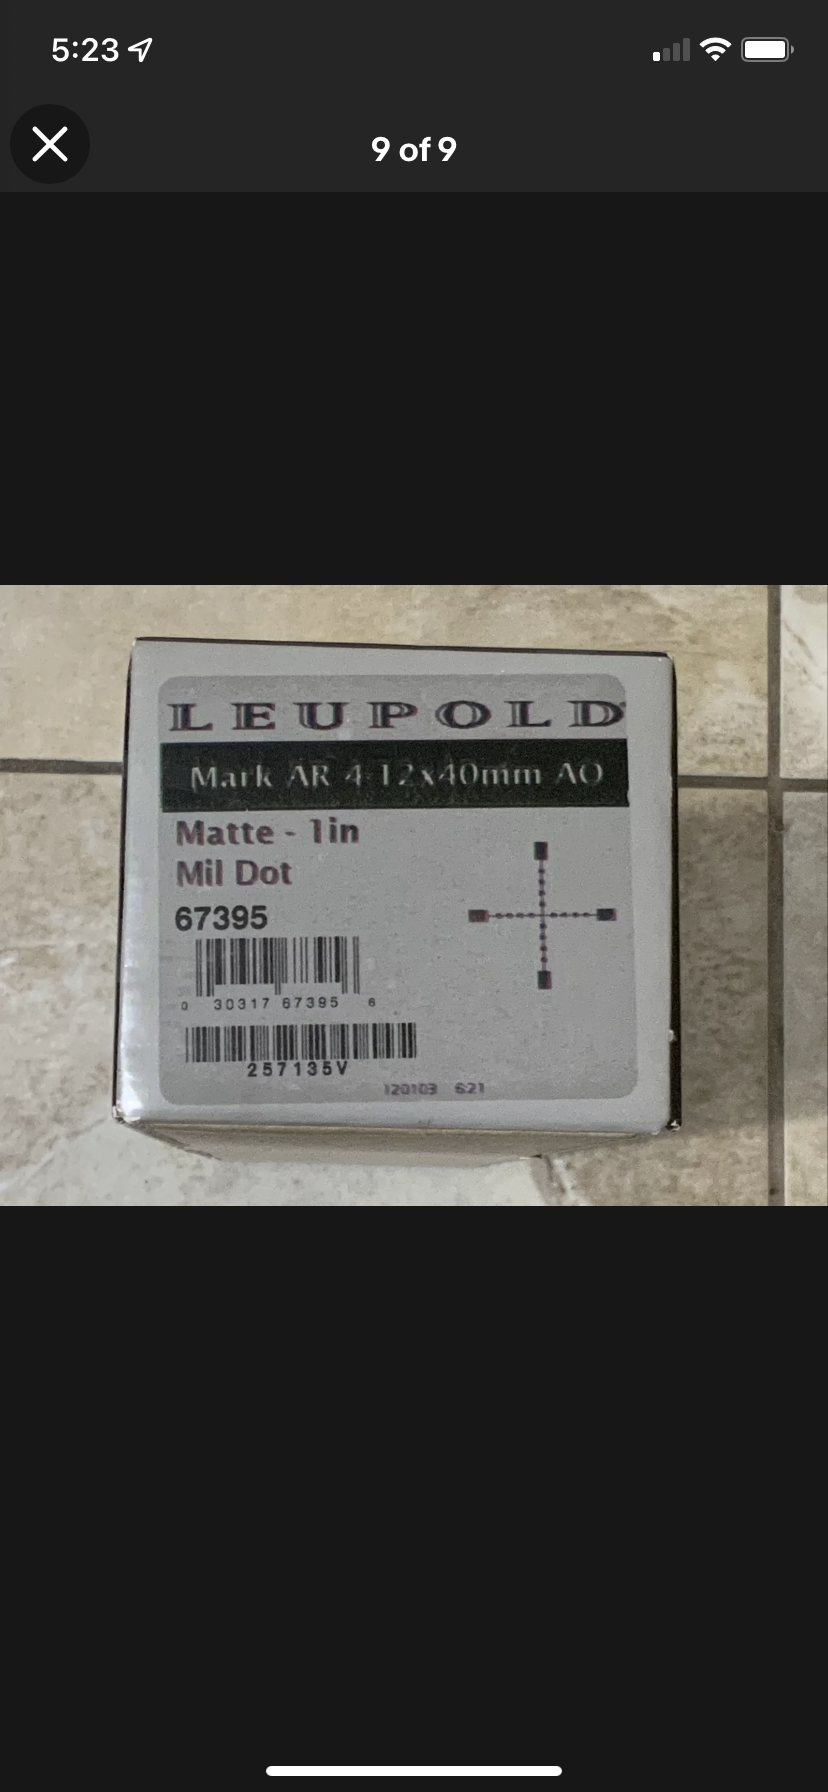 5:23
9 of 9
LEUPOLD
Mark AR 4-12x40mm AO
Matte - 1in
Mil Dot
67395
0 30317 67395 6
257135V
120103 621